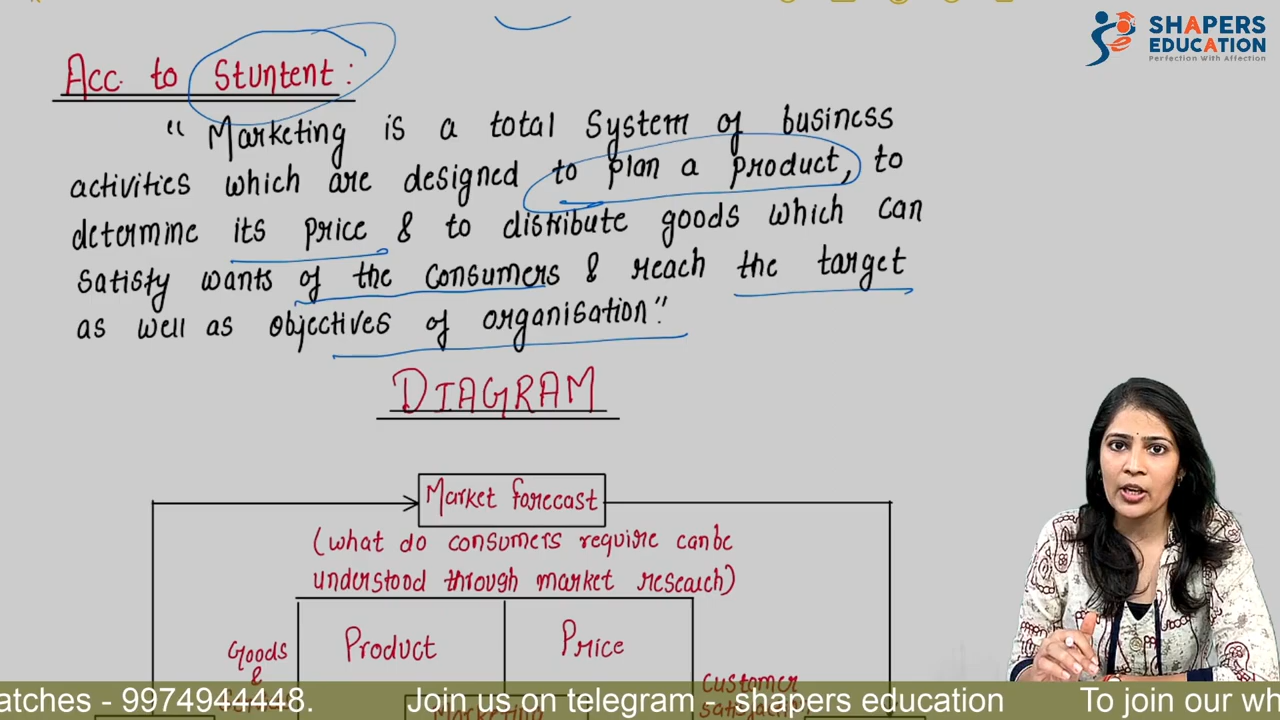 SHAPERS
EDUCATION
Perfection With Affection
Acc. to Stuntent:
“Marketing is a total System of business
activities which are designed to plan a product, to
determine its price & to distribute goods which can
satisfy wants of the consumers & reach the target
as well as objectives of organisation”
DIAGRAM
Market forecast
(what do consumers require canbe
understood through market research)
Goods
&
Product
Price
customer
Marketing
atches - 9974944448. Join us on telegram - shapers education To join our wh